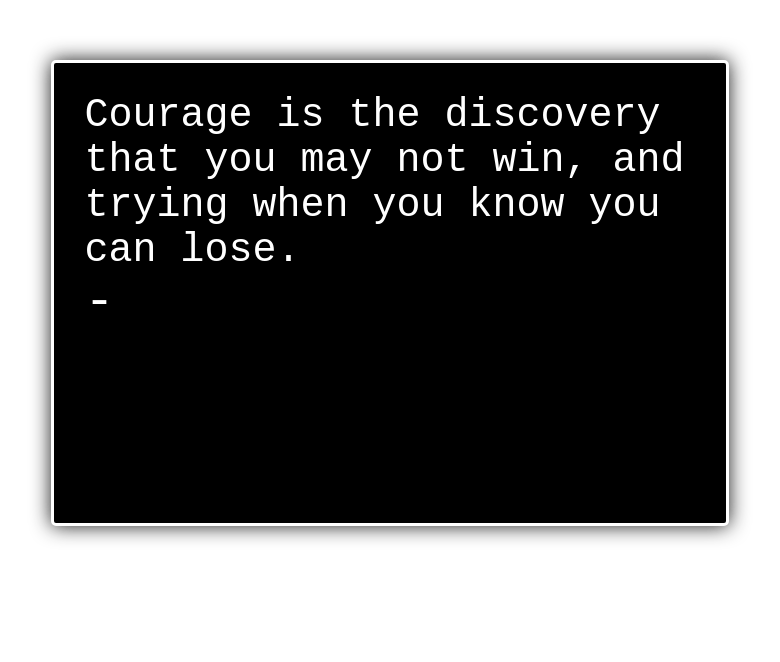 Courage is the discovery
that you may not win, and
trying when you know you
can lose.
-